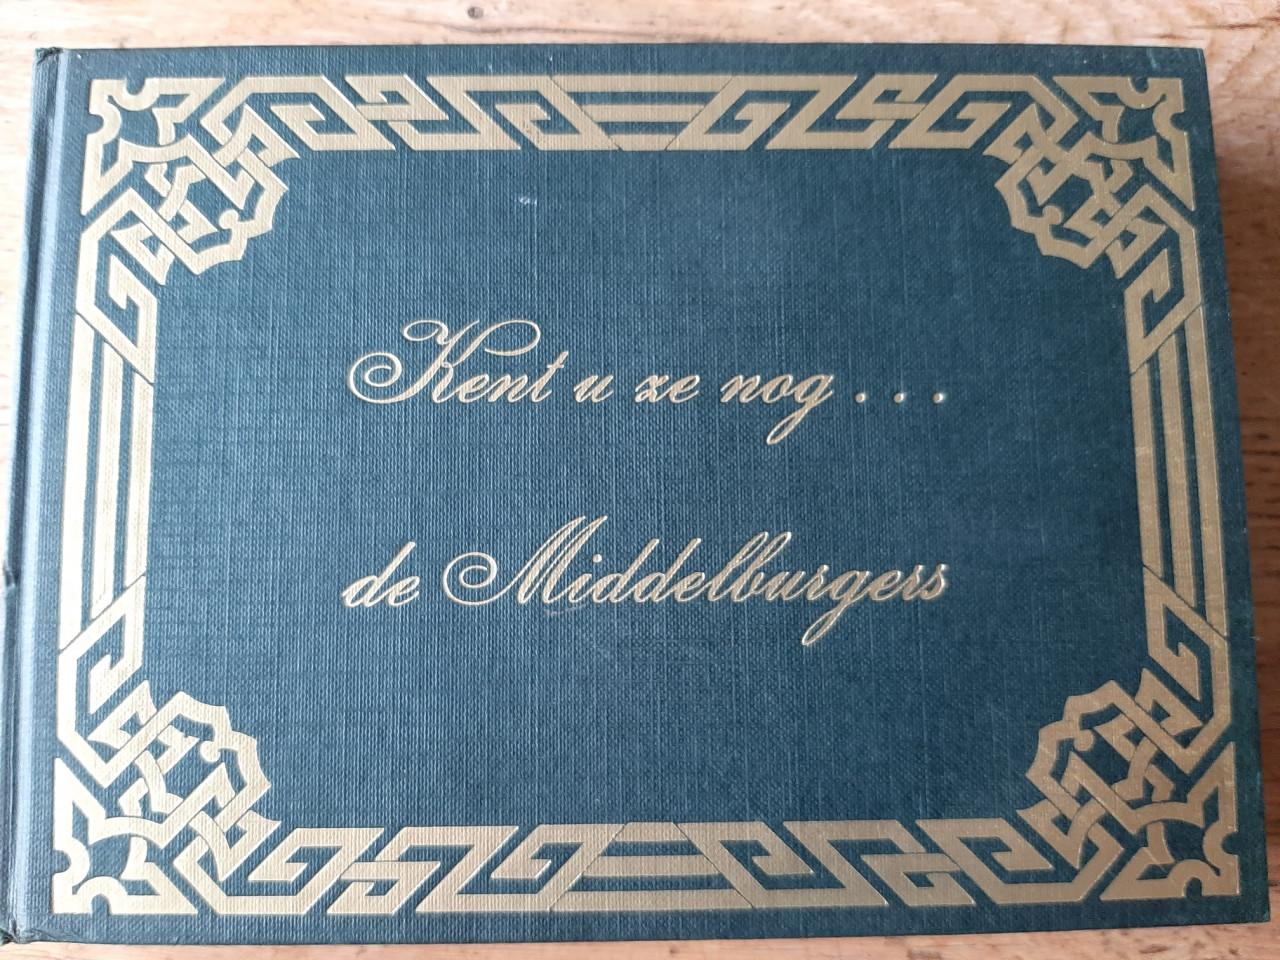 Kent u ze nog . . .
de Middelburgers